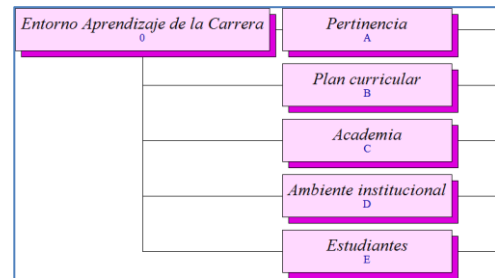 Entorno Aprendizaje de la Carrera
0
Pertinencia
A
Plan curricular
B
Academia
C
Ambiente institucional
D
Estudiantes
E